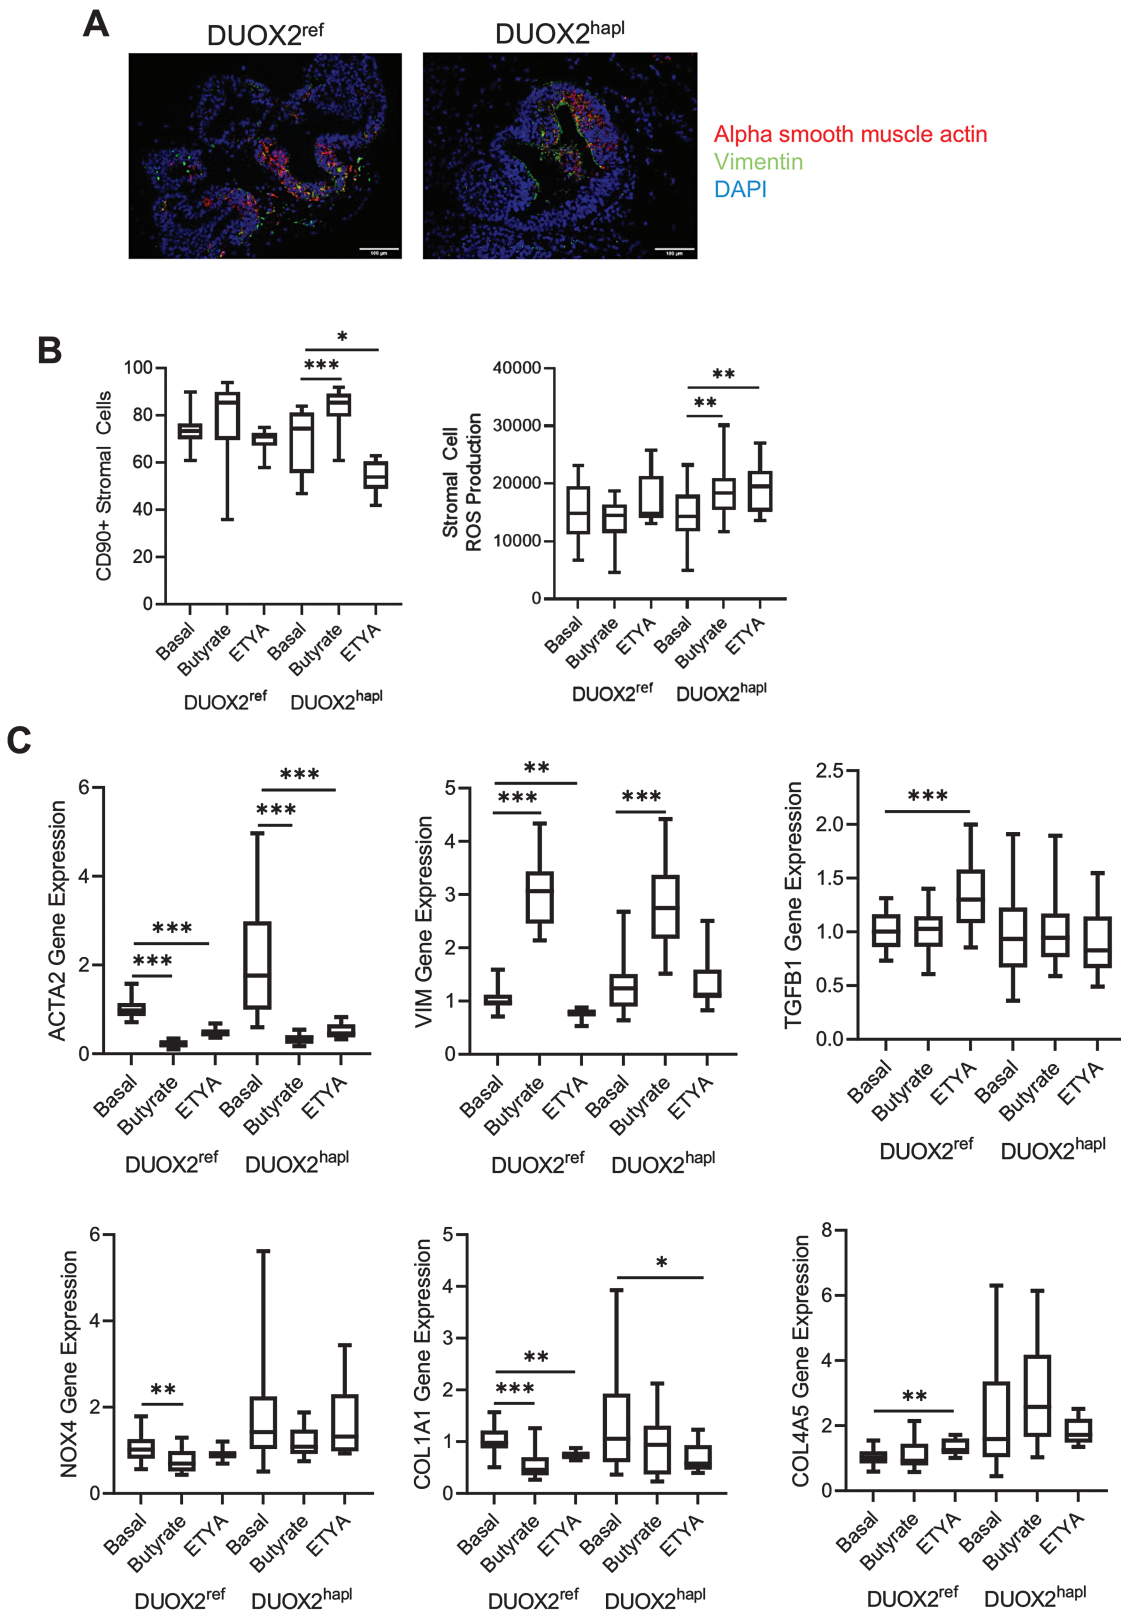 A
DUOX2ref
DUOX2hapl
Alpha smooth muscle actin
Vimentin
DAPI
100 µm
100 µm
B
CD90+ Stromal Cells
100
80
60
40
20
0
*
***
Basal
Butyrate
ETYA
Basal
Butyrate
ETYA
DUOX2ref
DUOX2hapl
Stromal Cell
ROS Production
40000
30000
20000
10000
0
**
**
Basal
Butyrate
ETYA
Basal
Butyrate
ETYA
DUOX2ref
DUOX2hapl
C
ACTA2 Gene Expression
6
4
2
0
***
***
***
***
Basal
Butyrate
ETYA
Basal
Butyrate
ETYA
DUOX2ref
DUOX2hapl
VIM Gene Expression
5
4
3
2
1
0
**
***
***
Basal
Butyrate
ETYA
Basal
Butyrate
ETYA
DUOX2ref
DUOX2hapl
TGFB1 Gene Expression
2.5
2.0
1.5
1.0
0.5
0.0
***
Basal
Butyrate
ETYA
Basal
Butyrate
ETYA
DUOX2ref
DUOX2hapl
NOX4 Gene Expression
6
4
2
0
**
Basal
Butyrate
ETYA
Basal
Butyrate
ETYA
DUOX2ref
DUOX2hapl
COL1A1 Gene Expression
5
4
3
2
1
0
*
**
***
Basal
Butyrate
ETYA
Basal
Butyrate
ETYA
DUOX2ref
DUOX2hapl
COL4A5 Gene Expression
8
6
4
2
0
**
Basal
Butyrate
ETYA
Basal
Butyrate
ETYA
DUOX2ref
DUOX2hapl